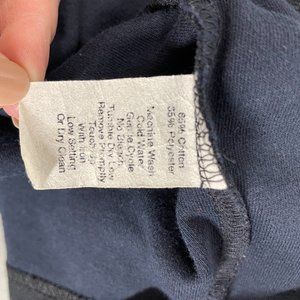 65% Cotton
35% Polyester
Machine Wash
Cold Water
Gentle Cycle
No Bleach
Tumble Dry Low
Remove Promptly
Touch Up
With Iron
Low Setting
Or Dry Clean